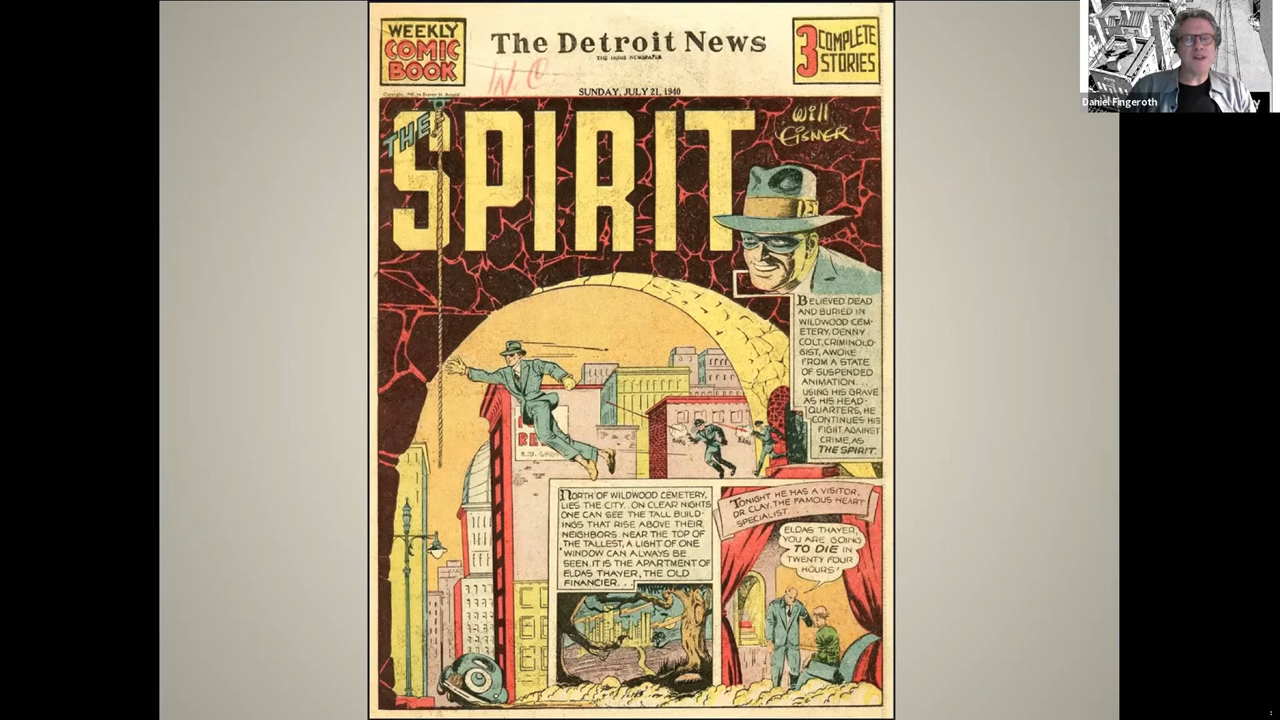 WEEKLY
COMIC
BOOK
The Detroit News
THE HOME NEWSPAPER
3 COMPLETE
STORIES
W.C
SUNDAY, JULY 21, 1940
THE
SPIRIT
Will
EISNER
BELIEVED DEAD
AND BURIED IN
WILDWOOD CEM-
ETERY, DENNY
COLT, CRIMINOLO-
GIST, AWOKE
FROM A STATE
OF SUSPENDED
ANIMATION...
USING HIS GRAVE
AS HIS HEAD-
QUARTERS, HE
CONTINUES HIS
FIGHT AGAINST
CRIME, AS
THE SPIRIT.
BANG
BANG
RE
NORTH OF WILDWOOD CEMETERY,
LIES THE CITY... ON CLEAR NIGHTS
ONE CAN SEE THE TALL BUILD-
INGS THAT RISE ABOVE THEIR
NEIGHBORS. NEAR THE TOP OF
THE TALLEST, A LIGHT OF ONE
WINDOW CAN ALWAYS BE
SEEN. IT IS THE APARTMENT OF
ELDAS THAYER, THE OLD
FINANCIER...
TONIGHT HE HAS A VISITOR,
DR CLAY, THE FAMOUS HEART
SPECIALIST...
ELDAS THAYER,
YOU ARE GOING
TO DIE IN
TWENTY FOUR
HOURS!
Daniel Fingeroth